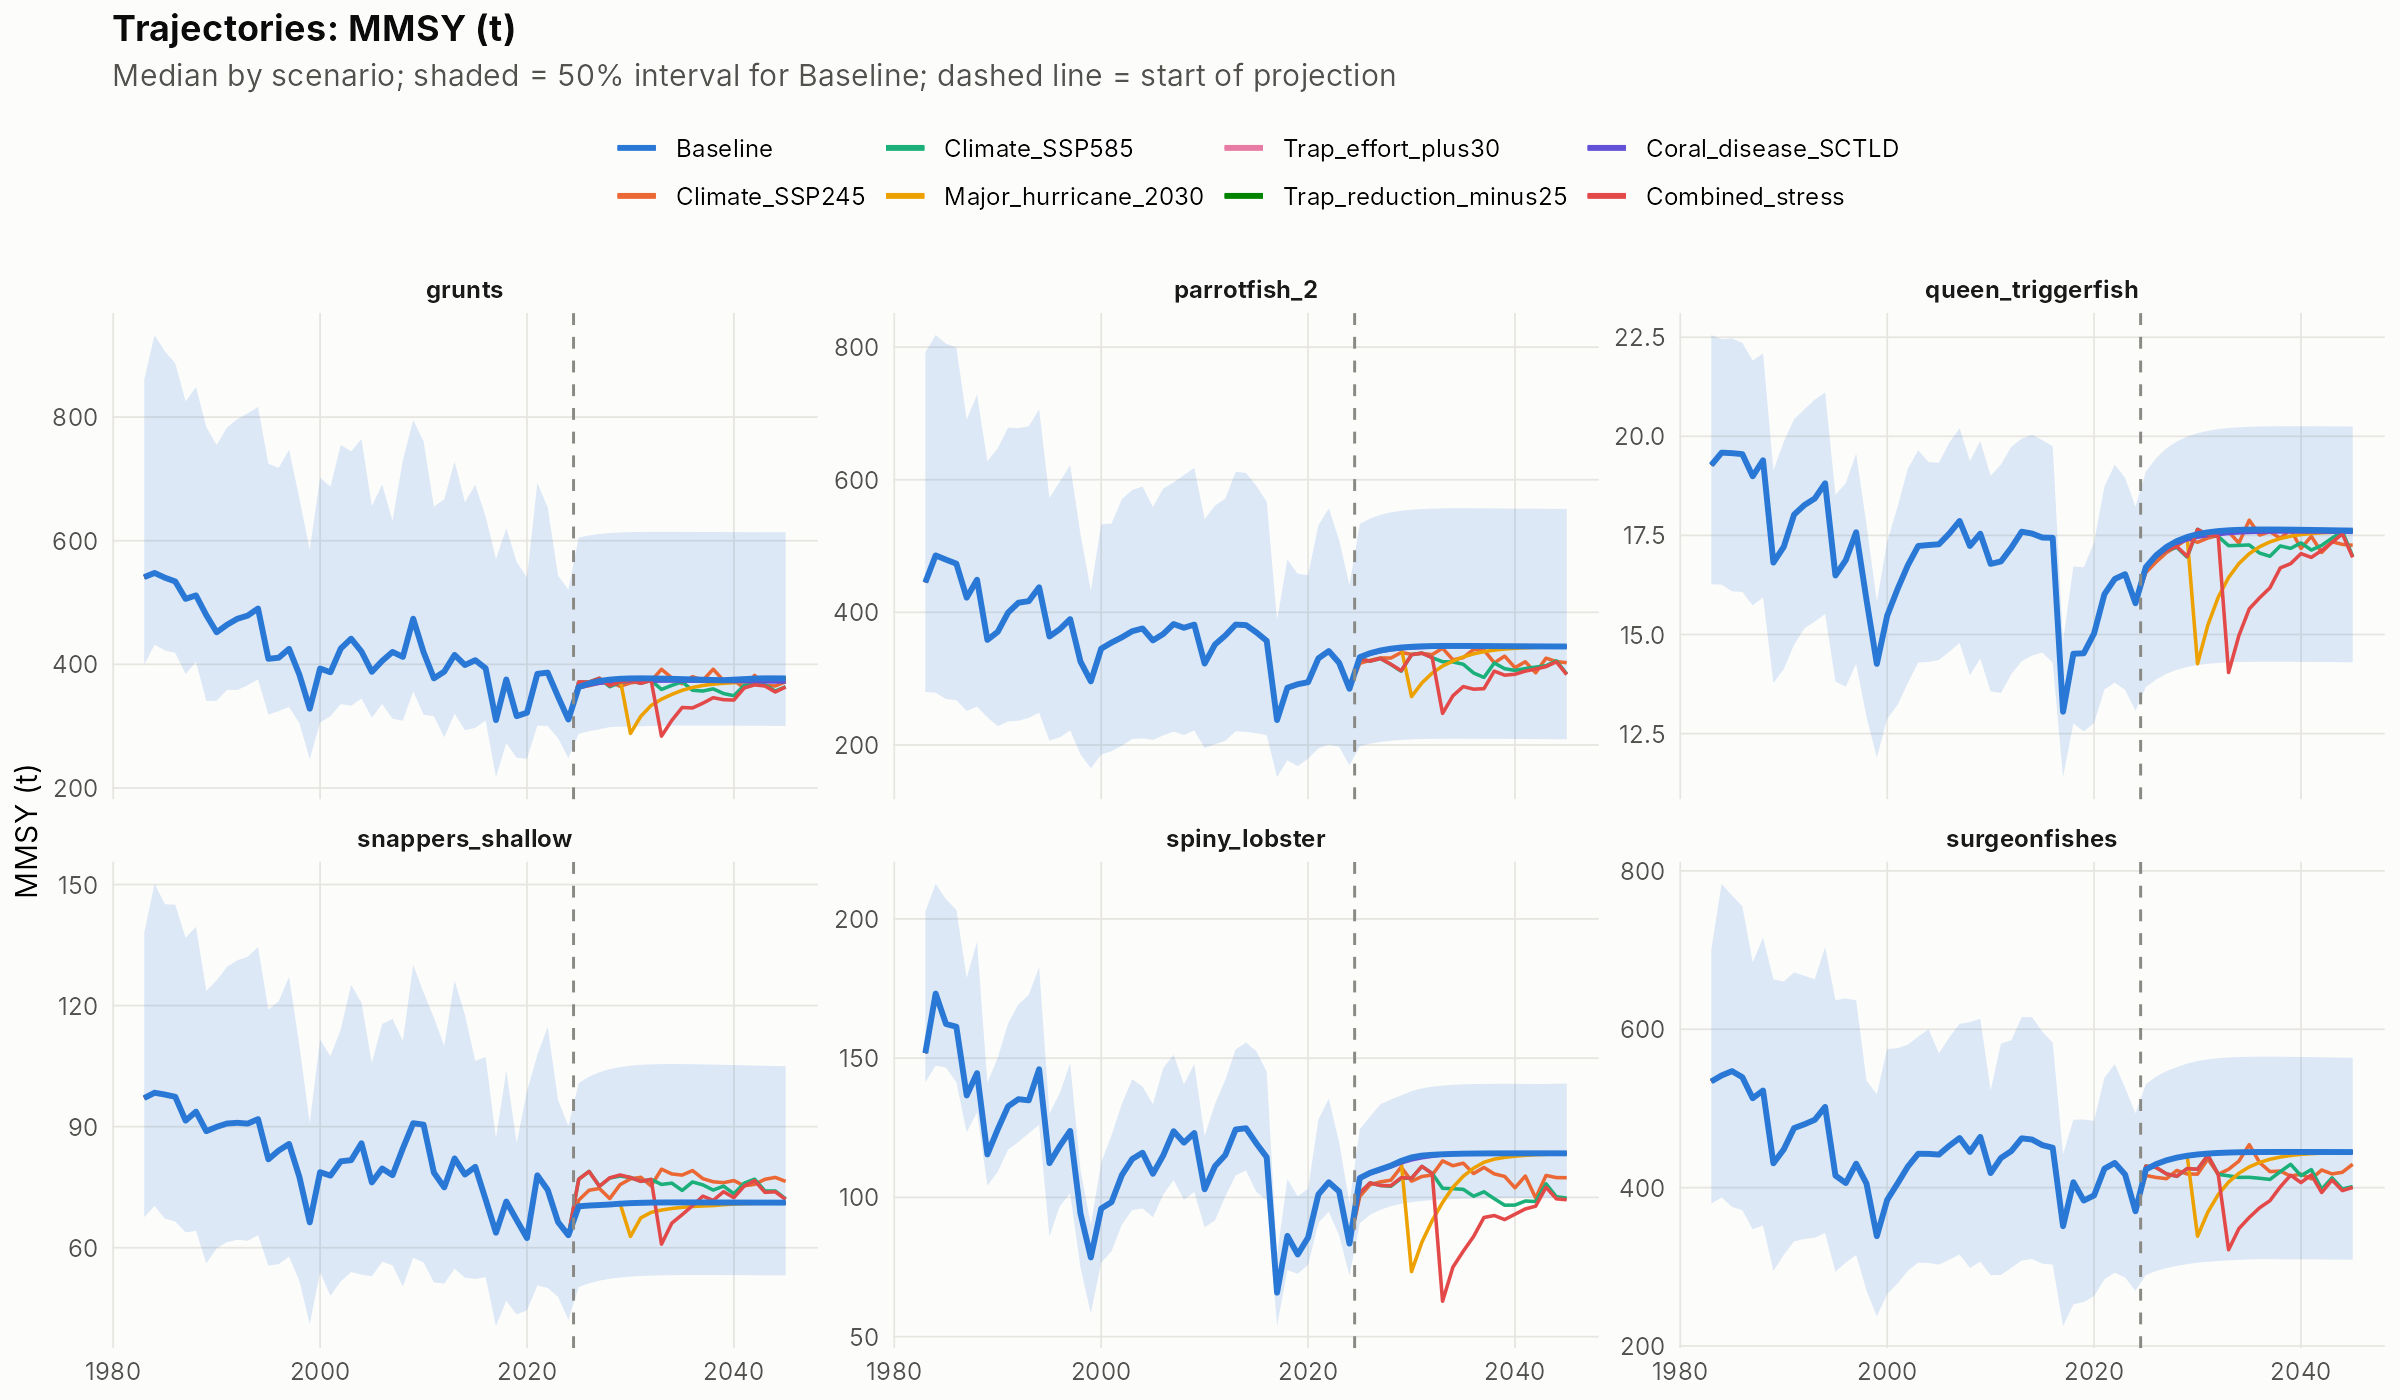 Trajectories: MMSY (t)
Median by scenario; shaded = 50% interval for Baseline; dashed line = start of projection
Baseline Climate_SSP585 Trap_effort_plus30 Coral_disease_SCTLD
Climate_SSP245 Major_hurricane_2030 Trap_reduction_minus25 Combined_stress
grunts parrotfish_2 queen_triggerfish
800 600 400 200
800 600 400 200
22.5 20.0 17.5 15.0 12.5
MMSY (t)
snappers_shallow spiny_lobster surgeonfishes
150 120 90 60
200 150 100 50
800 600 400 200
1980 2000 2020 2040 1980 2000 2020 2040 1980 2000 2020 2040